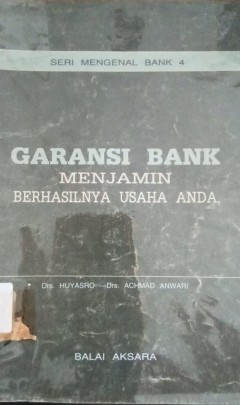 SERI MENGENAL BANK 4
GARANSI BANK
MENJAMIN
BERHASILNYA USAHA ANDA.
Drs. HUYASRO - Drs. ACHMAD ANWARI
BALAI AKSARA